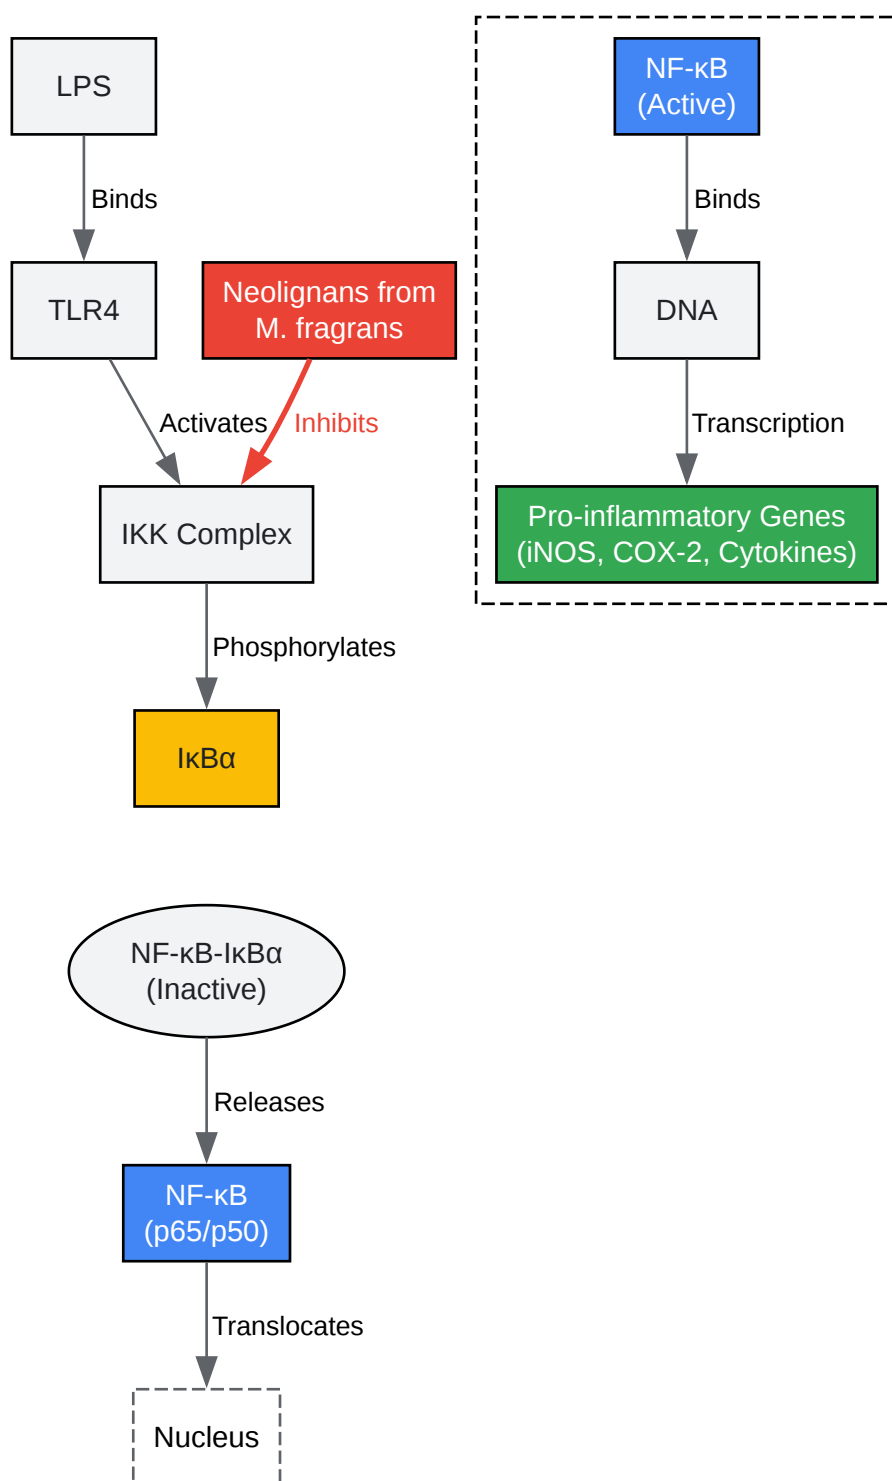 LPS
Binds
TLR4
Neolignans from
M. fragrans
Activates
Inhibits
IKK Complex
Phosphorylates
IκBα
NF-κB-IκBα
(Inactive)
Releases
NF-κB
(p65/p50)
Translocates
Nucleus
NF-κB
(Active)
Binds
DNA
Transcription
Pro-inflammatory Genes
(iNOS, COX-2, Cytokines)